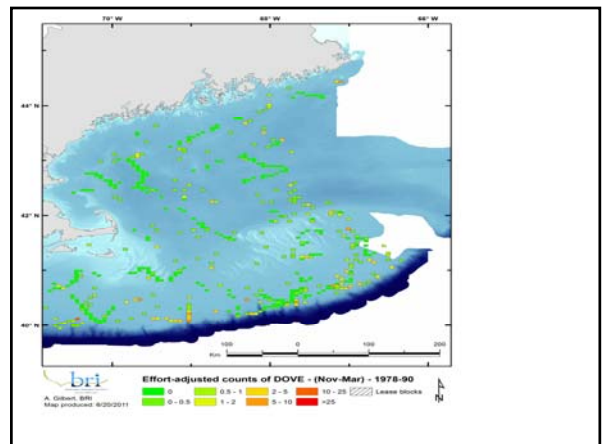 70° W 68° W 66° W
44° N
42° N
40° N
Km
100 0 100 200
bri
A. Gilbert, BRI
Map produced: 6/20/2011
Effort-adjusted counts of DOVE - (Nov-Mar) - 1978-90
0 0.5 - 1 2 - 5 10 - 25 Lease blocks
0 - 0.5 1 - 2 5 - 10 >25
N